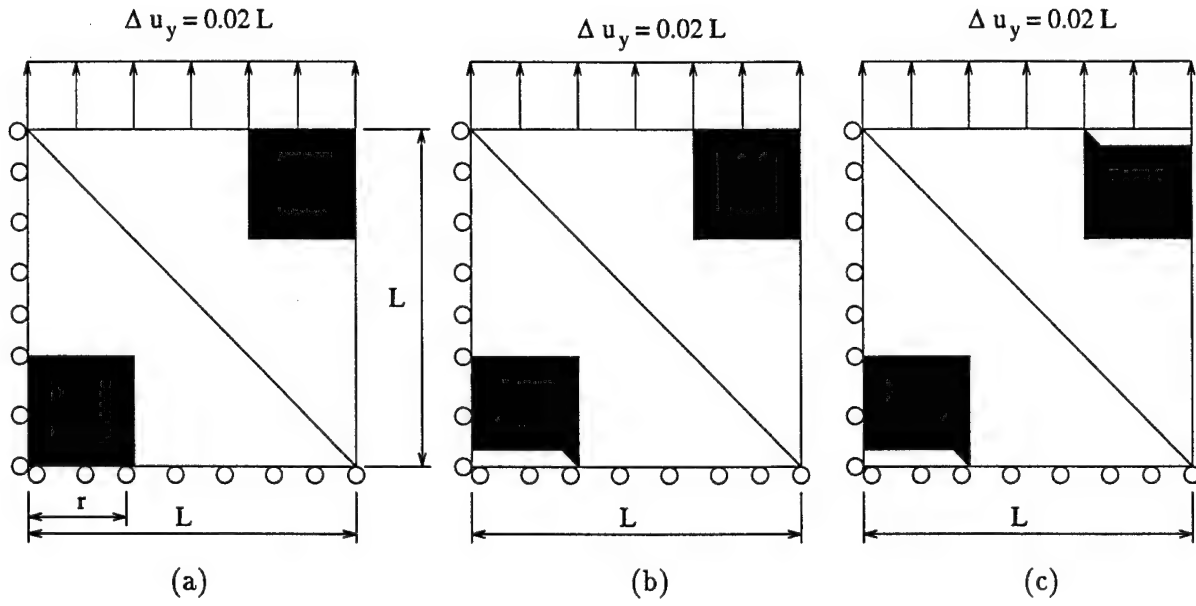 Δ u_y = 0.02 L
Δ u_y = 0.02 L
Δ u_y = 0.02 L
L
r
L
L
L
(a)
(b)
(c)